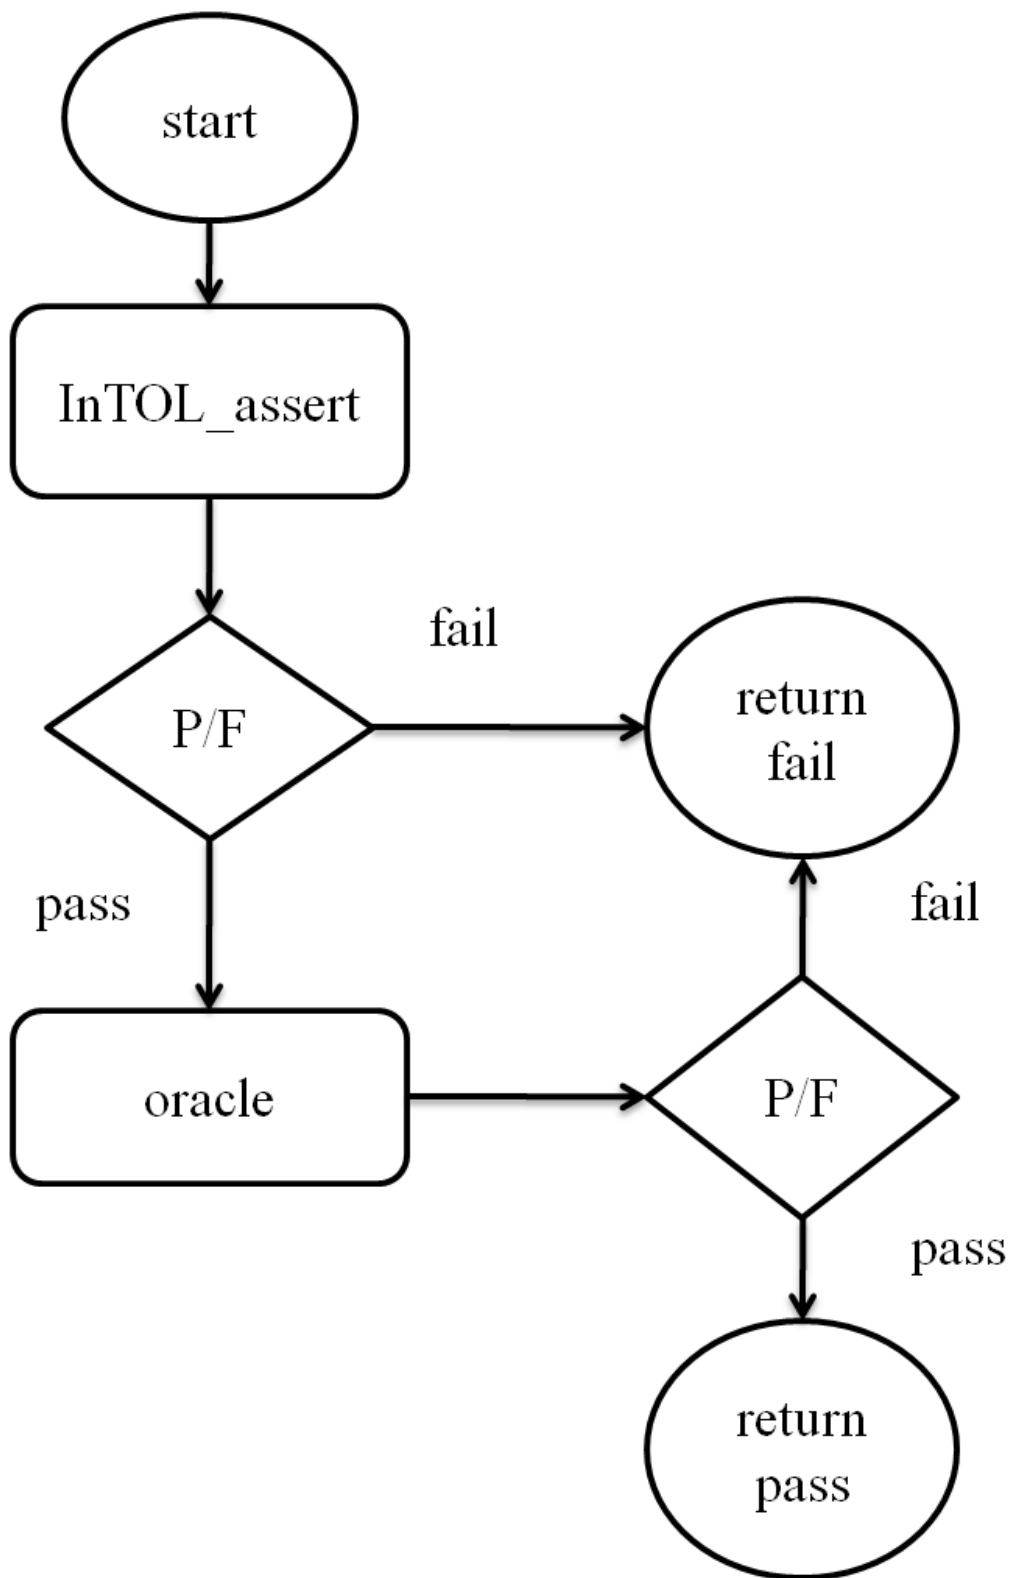 start
InTOL_assert
fail
P/F
return
fail
pass
fail
oracle
P/F
pass
return
pass